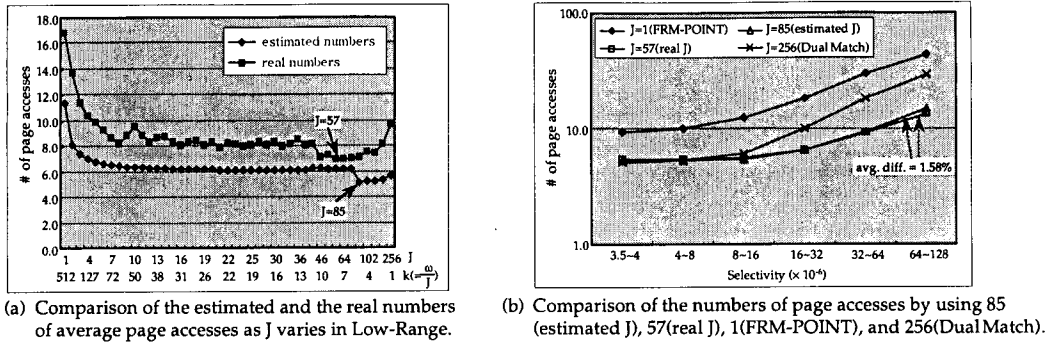 18.0
16.0
14.0
12.0
10.0
8.0
6.0
4.0
2.0
0.0
# of page accesses
estimated numbers
real numbers
J=57
J=85
1 4 7 10 13 16 19 22 25 30 36 46 64 102 256 J
512 127 72 50 38 31 26 22 19 16 13 10 7 4 1 k(=ω/J)
(a) Comparison of the estimated and the real numbers
of average page accesses as J varies in Low-Range.
100.0
10.0
1.0
# of page accesses
J=1(FRM-POINT)
J=85(estimated J)
J=57(real J)
J=256(Dual Match)
avg. diff. = 1.58%
3.5~4 4~8 8~16 16~32 32~64 64~128
Selectivity (× 10⁻⁶)
(b) Comparison of the numbers of page accesses by using 85
(estimated J), 57(real J), 1(FRM-POINT), and 256(Dual Match).